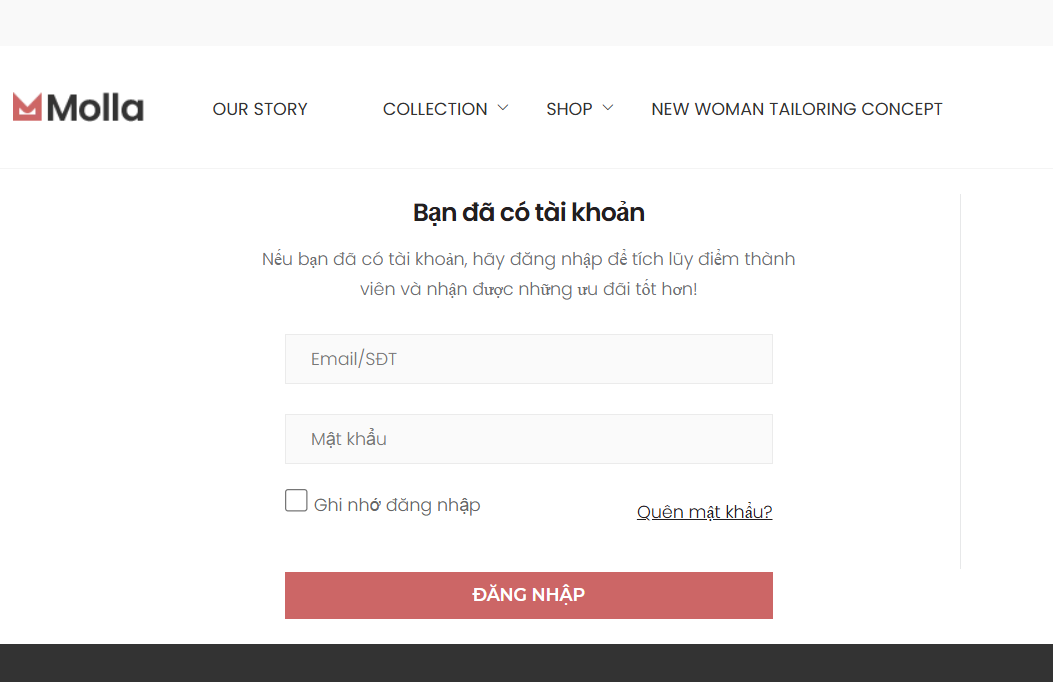 Molla
OUR STORY
COLLECTION
SHOP
NEW WOMAN TAILORING CONCEPT
Bạn đã có tài khoản
Nếu bạn đã có tài khoản, hãy đăng nhập để tích lũy điểm thành
viên và nhận được những ưu đãi tốt hơn!
Email/SĐT
Mật khẩu
Ghi nhớ đăng nhập
Quên mật khẩu?
ĐĂNG NHẬP